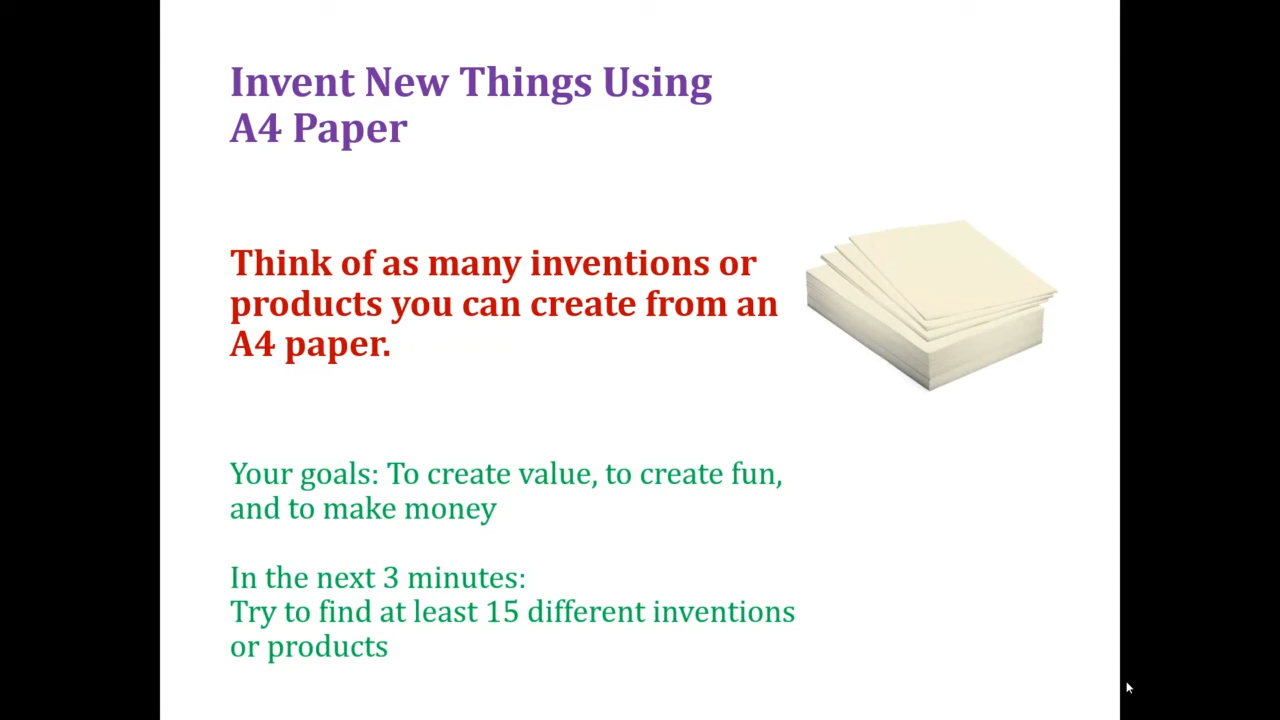 Invent New Things Using
A4 Paper
Think of as many inventions or
products you can create from an
A4 paper.
Your goals: To create value, to create fun,
and to make money
In the next 3 minutes:
Try to find at least 15 different inventions
or products